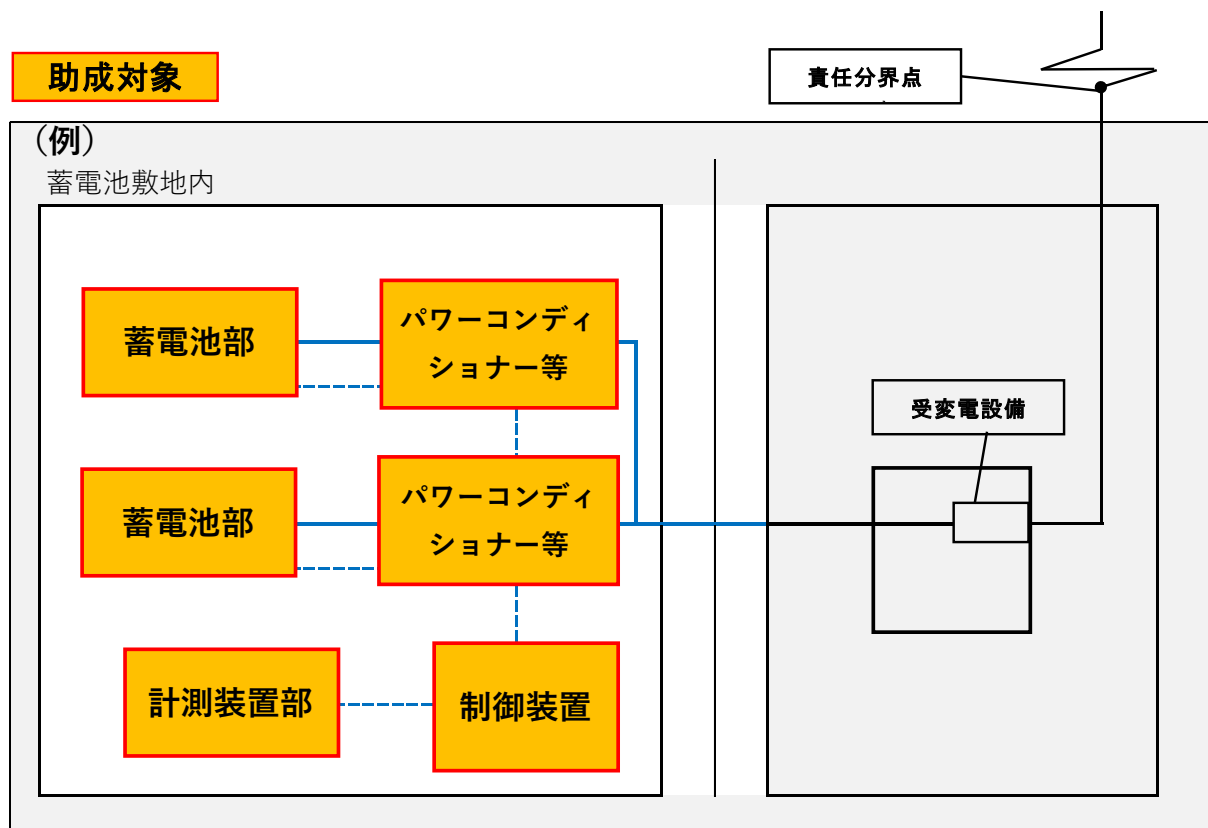 助成対象
責任分界点
（例）
蓄電池敷地内
蓄電池部
パワーコンディ
ショナー等
受変電設備
蓄電池部
パワーコンディ
ショナー等
計測装置部
制御装置